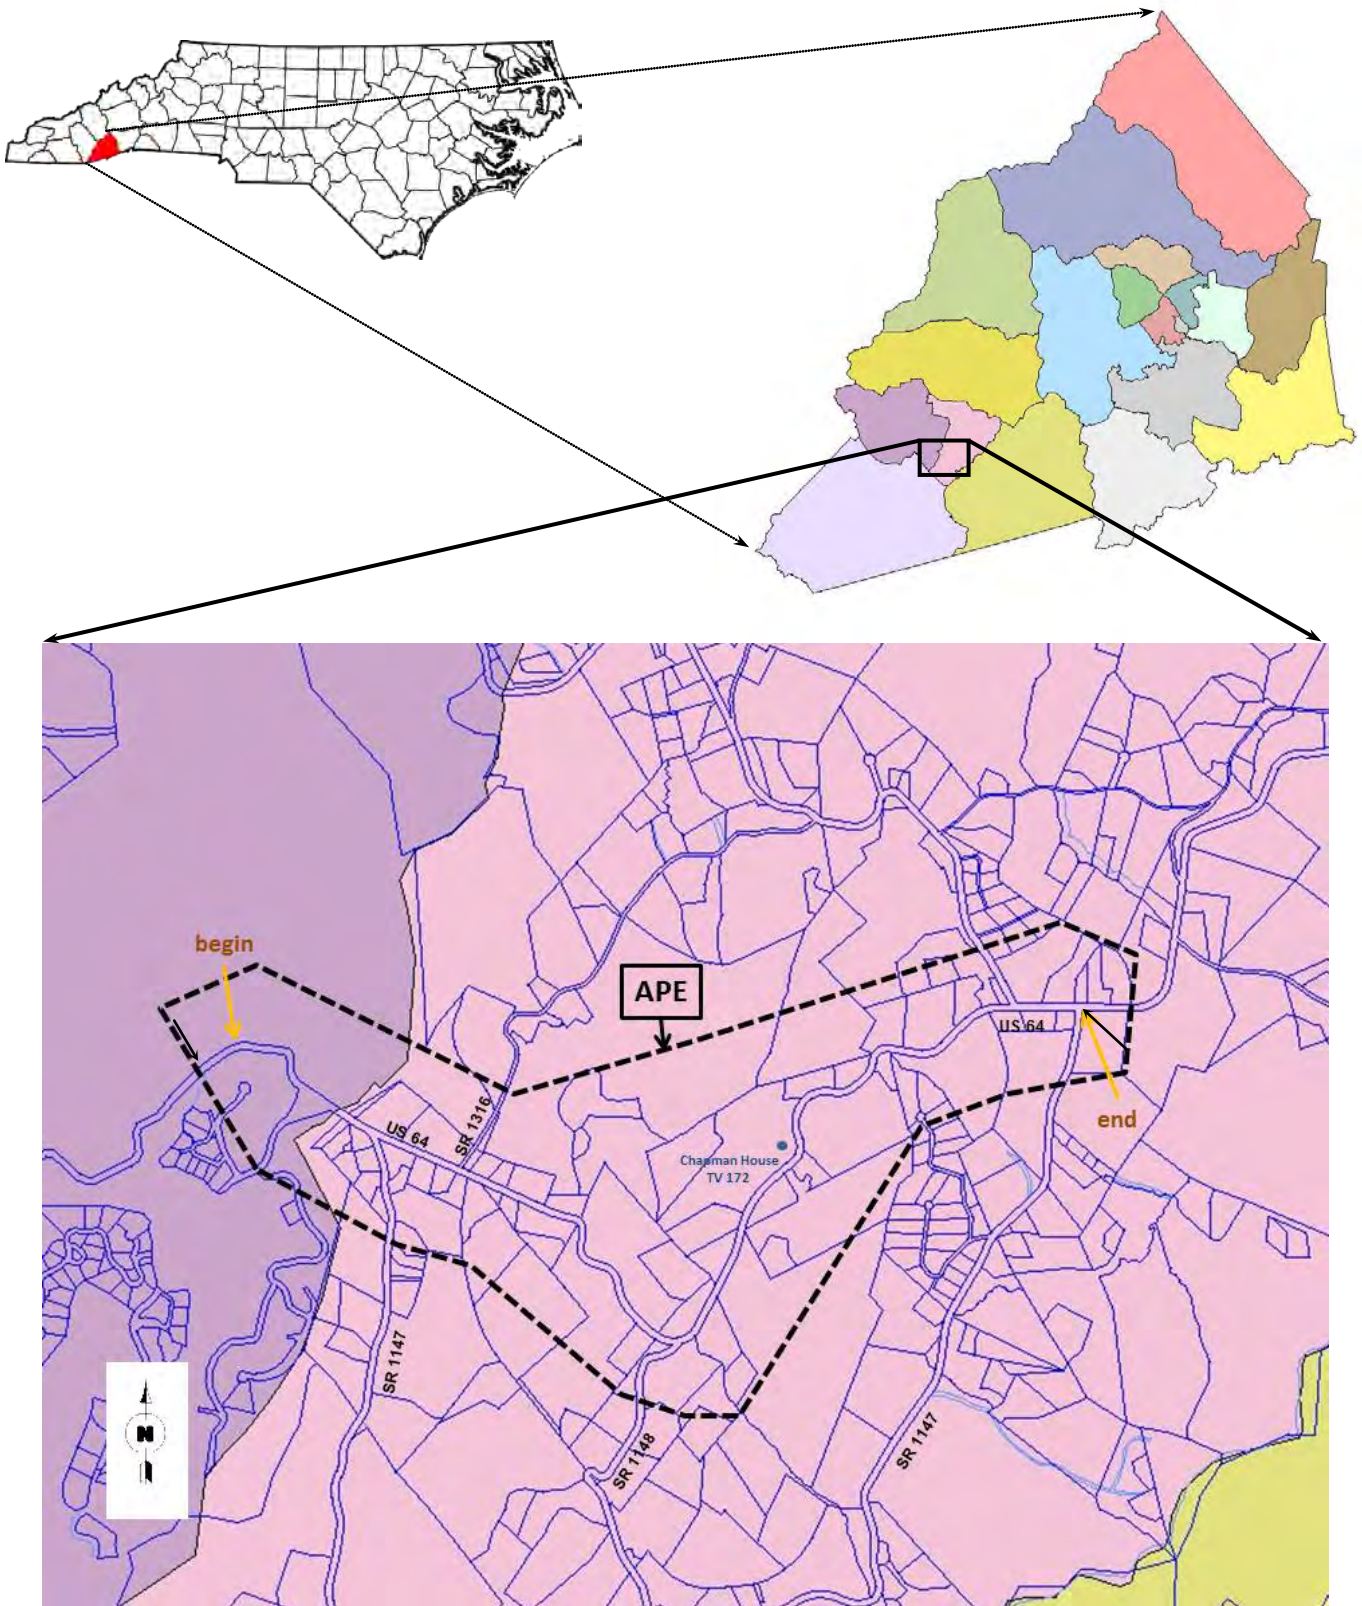 begin
APE
US 64
end
SR 1316
US 64
Chapman House
TV 172
SR 1147
SR 1148
SR 1147
N